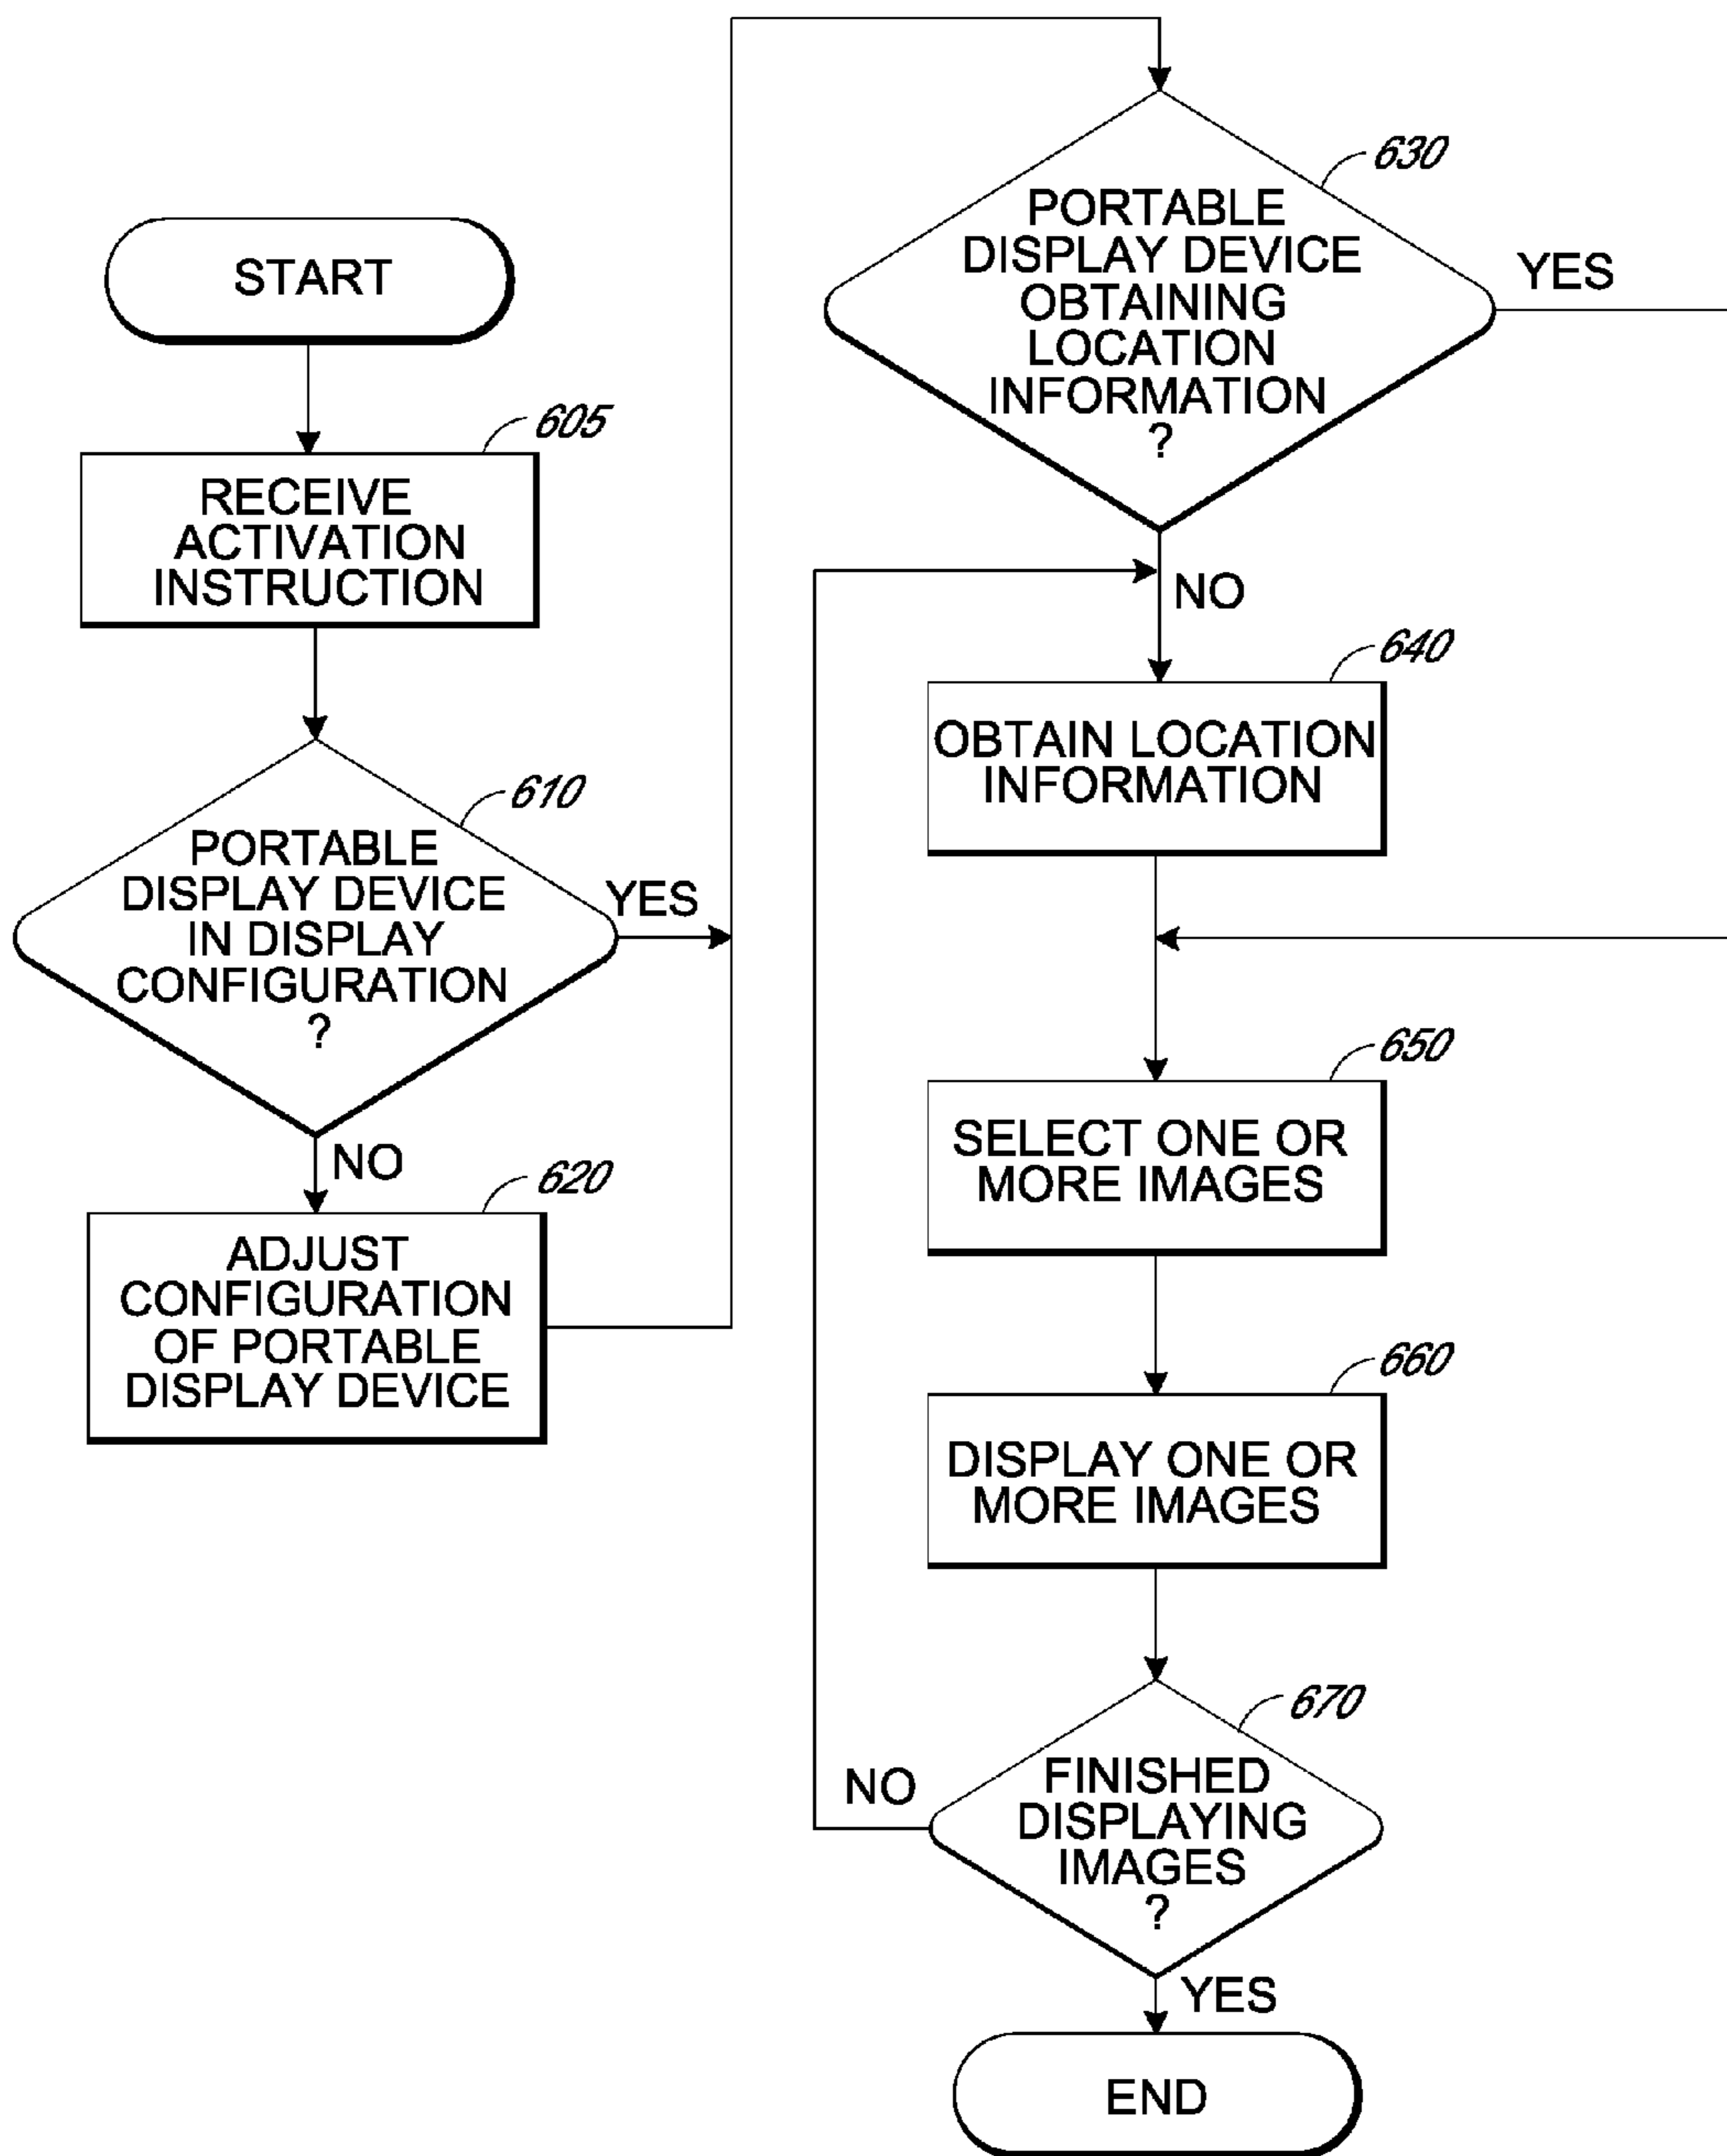 START
605
RECEIVE
ACTIVATION
INSTRUCTION
610
PORTABLE
DISPLAY DEVICE
IN DISPLAY
CONFIGURATION
?
YES
NO
620
ADJUST
CONFIGURATION
OF PORTABLE
DISPLAY DEVICE
630
PORTABLE
DISPLAY DEVICE
OBTAINING
LOCATION
INFORMATION
?
YES
NO
640
OBTAIN LOCATION
INFORMATION
650
SELECT ONE OR
MORE IMAGES
660
DISPLAY ONE OR
MORE IMAGES
670
FINISHED
DISPLAYING
IMAGES
?
NO
YES
END